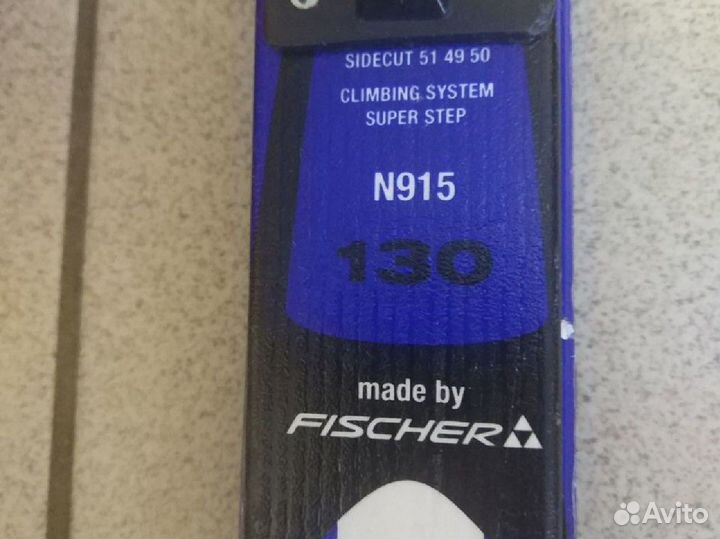 SIDECUT 51 49 50
CLIMBING SYSTEM
SUPER STEP
N915
130
made by
FISCHER
Avito